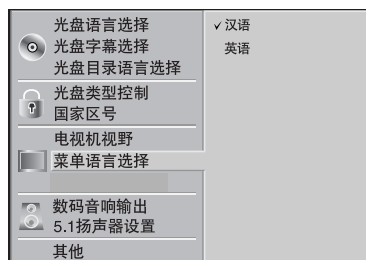 光盘语言选择
光盘字幕选择
光盘目录语言选择
光盘类型控制
国家区号
电视机视野
菜单语言选择
数码音响输出
5.1扬声器设置
其他
✓汉语
英语